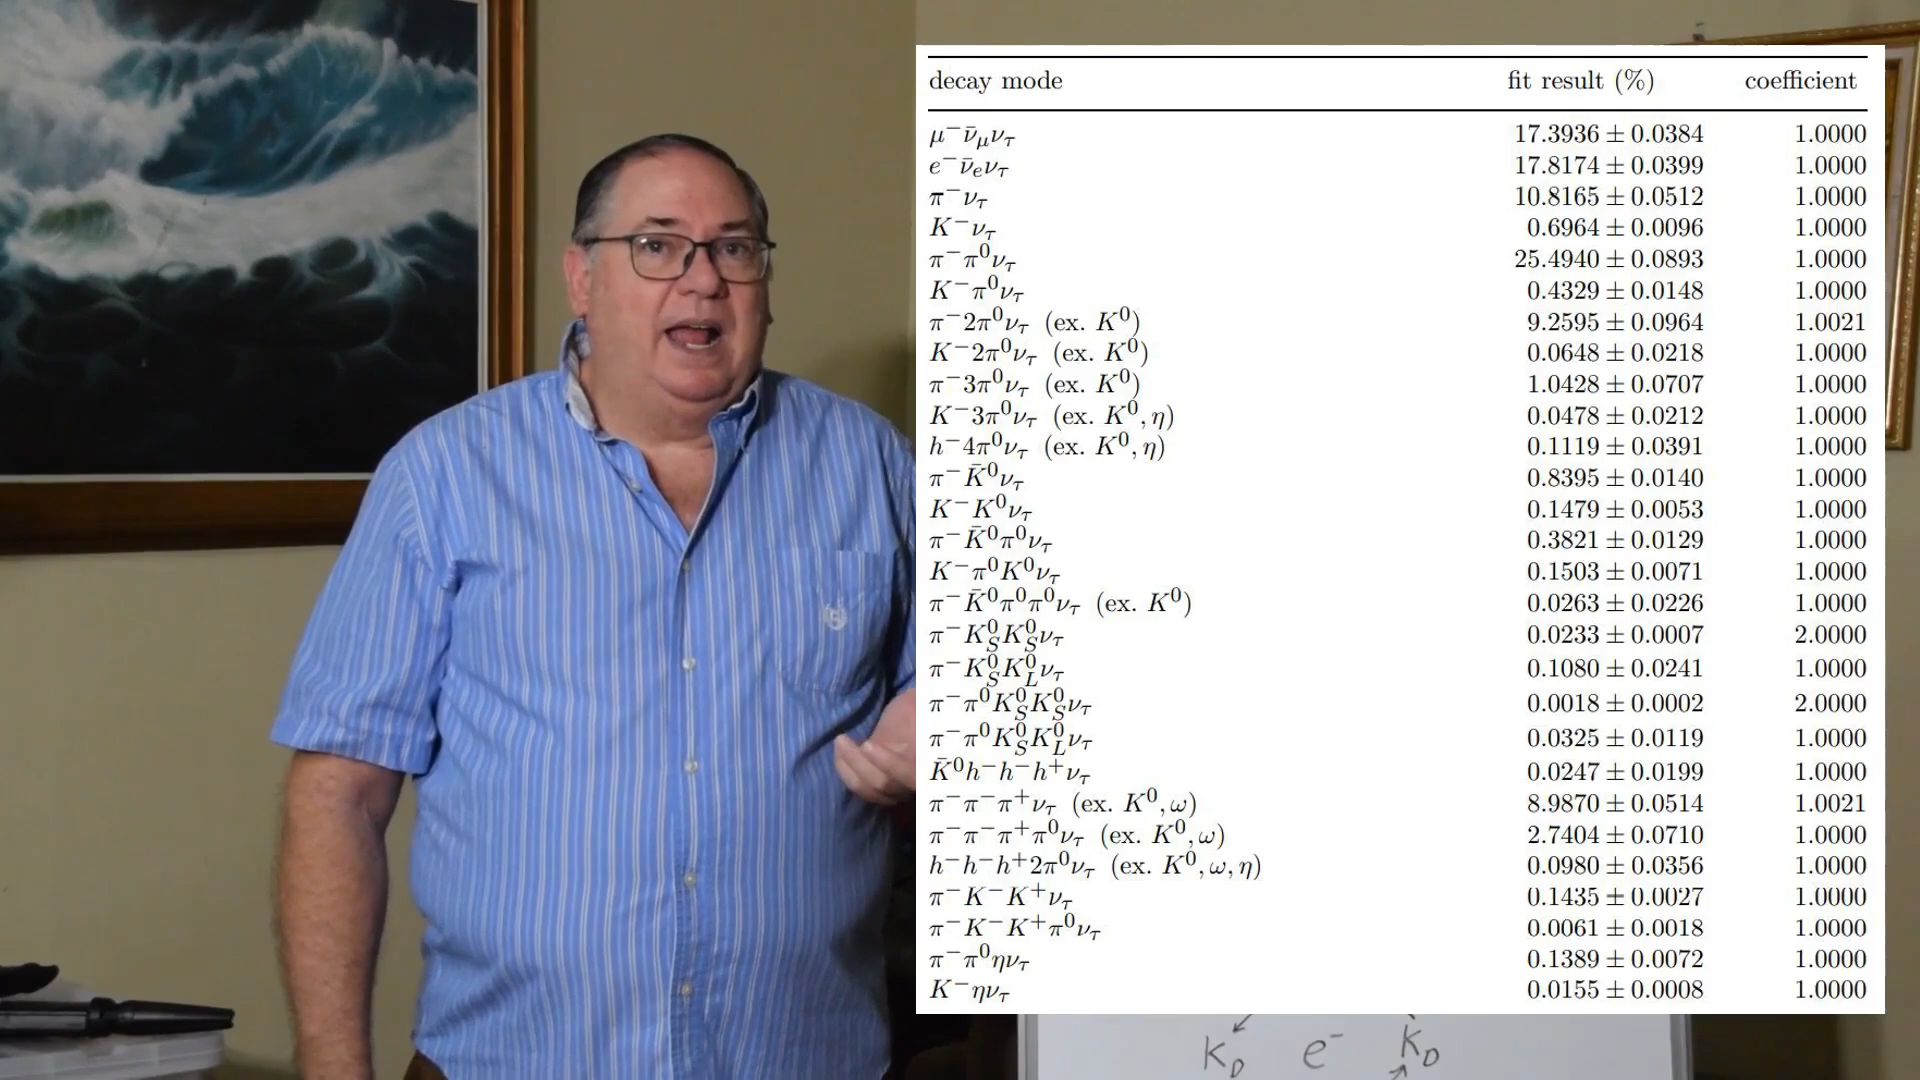 decay mode fit result (%) coefficient
μ⁻ν̄_μν_τ 17.3936 ± 0.0384 1.0000
e⁻ν̄_eν_τ 17.8174 ± 0.0399 1.0000
π⁻ν_τ 10.8165 ± 0.0512 1.0000
K⁻ν_τ 0.6964 ± 0.0096 1.0000
π⁻π⁰ν_τ 25.4940 ± 0.0893 1.0000
K⁻π⁰ν_τ 0.4329 ± 0.0148 1.0000
π⁻2π⁰ν_τ (ex. K⁰) 9.2595 ± 0.0964 1.0021
K⁻2π⁰ν_τ (ex. K⁰) 0.0648 ± 0.0218 1.0000
π⁻3π⁰ν_τ (ex. K⁰) 1.0428 ± 0.0707 1.0000
K⁻3π⁰ν_τ (ex. K⁰, η) 0.0478 ± 0.0212 1.0000
h⁻4π⁰ν_τ (ex. K⁰, η) 0.1119 ± 0.0391 1.0000
π⁻K̄⁰ν_τ 0.8395 ± 0.0140 1.0000
K⁻K⁰ν_τ 0.1479 ± 0.0053 1.0000
π⁻K̄⁰π⁰ν_τ 0.3821 ± 0.0129 1.0000
K⁻π⁰K⁰ν_τ 0.1503 ± 0.0071 1.0000
π⁻K̄⁰π⁰π⁰ν_τ (ex. K⁰) 0.0263 ± 0.0226 1.0000
π⁻K⁰_SK⁰_Sν_τ 0.0233 ± 0.0007 2.0000
π⁻K⁰_SK⁰_Lν_τ 0.1080 ± 0.0241 1.0000
π⁻π⁰K⁰_SK⁰_Sν_τ 0.0018 ± 0.0002 2.0000
π⁻π⁰K⁰_SK⁰_Lν_τ 0.0325 ± 0.0119 1.0000
K̄⁰h⁻h⁻h⁺ν_τ 0.0247 ± 0.0199 1.0000
π⁻π⁻π⁺ν_τ (ex. K⁰, ω) 8.9870 ± 0.0514 1.0021
π⁻π⁻π⁺π⁰ν_τ (ex. K⁰, ω) 2.7404 ± 0.0710 1.0000
h⁻h⁻h⁺2π⁰ν_τ (ex. K⁰, ω, η) 0.0980 ± 0.0356 1.0000
π⁻K⁻K⁺ν_τ 0.1435 ± 0.0027 1.0000
π⁻K⁻K⁺π⁰ν_τ 0.0061 ± 0.0018 1.0000
π⁻π⁰ην_τ 0.1389 ± 0.0072 1.0000
K⁻ην_τ 0.0155 ± 0.0008 1.0000
K_D e⁻ K_D